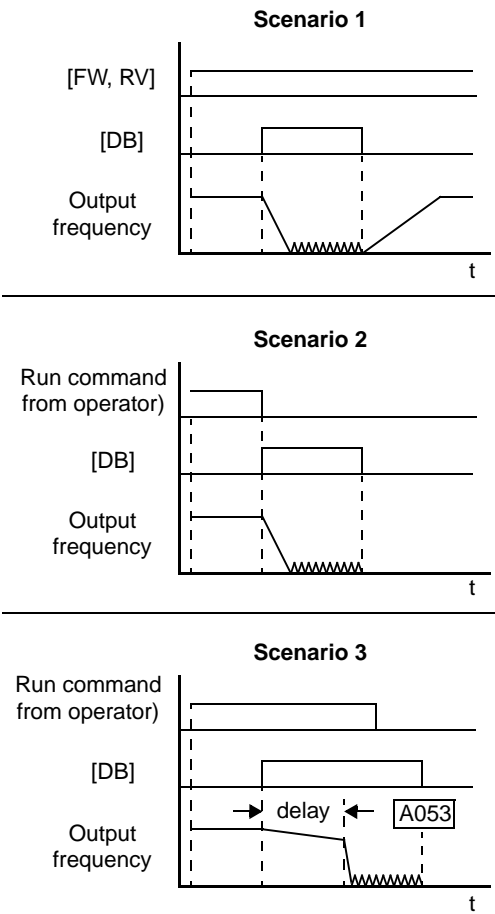 Scenario 1
[FW, RV]
[DB]
Output
frequency
t
Scenario 2
Run command
from operator)
[DB]
Output
frequency
t
Scenario 3
Run command
from operator)
[DB]
delay
A053
Output
frequency
t